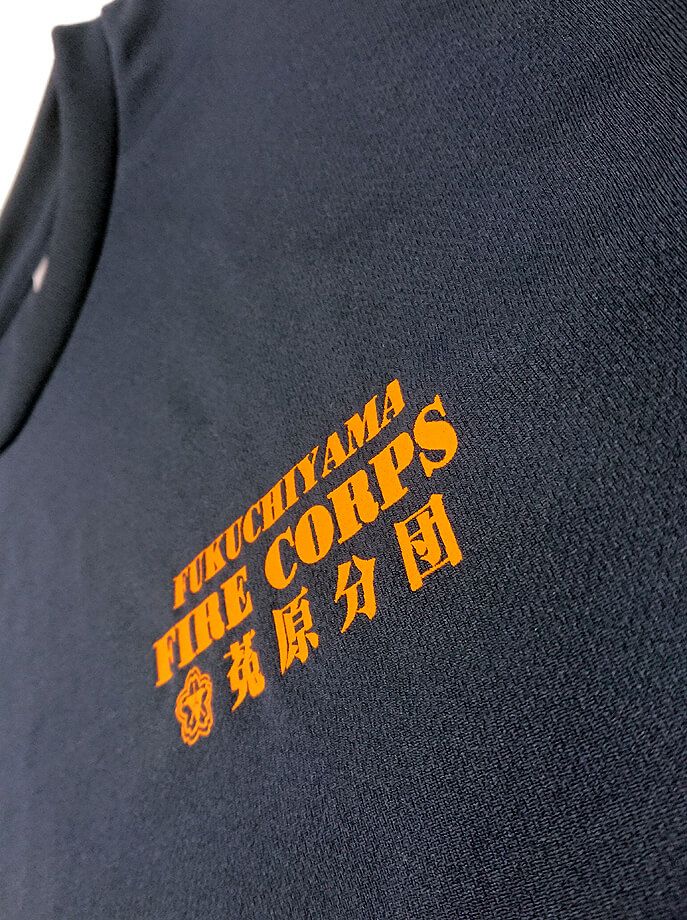 FUKUCHIYAMA
FIRE CORPS
菟原分団